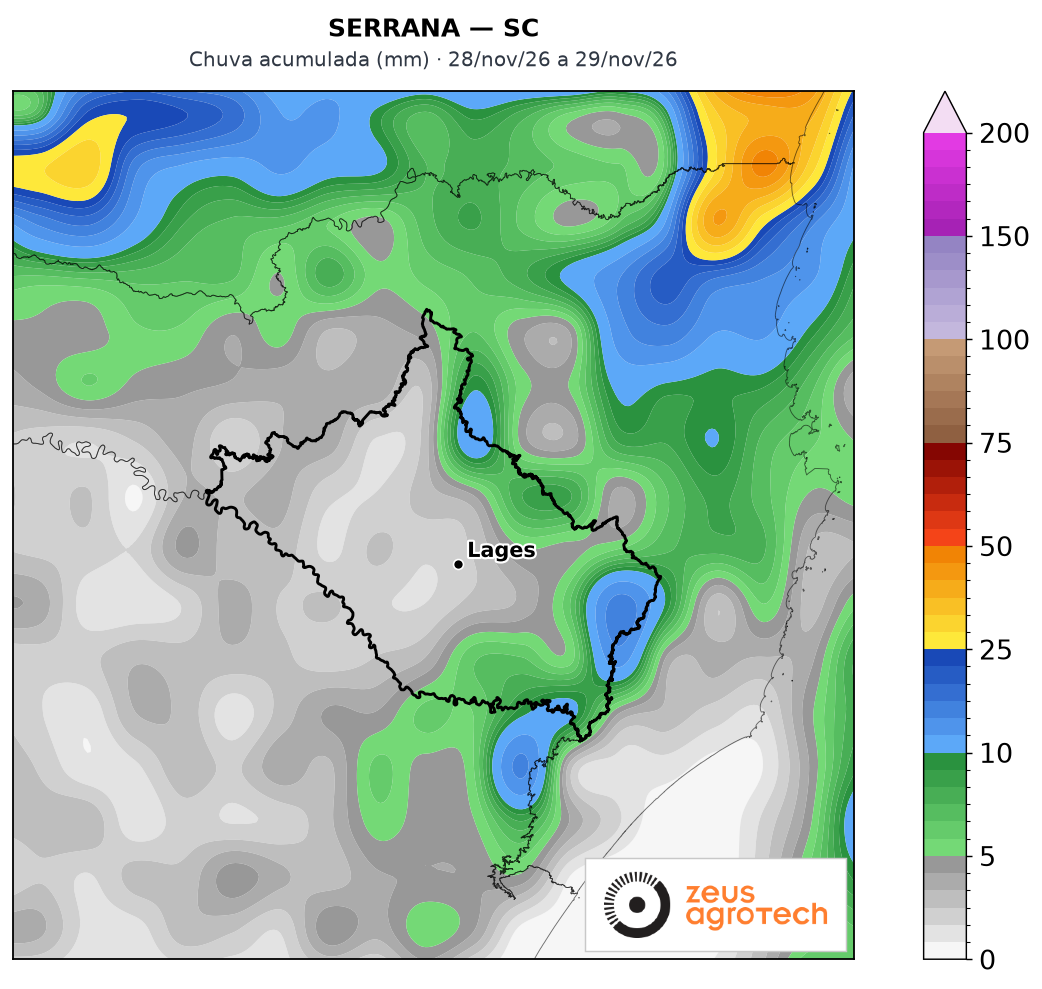 SERRANA — SC
Chuva acumulada (mm) · 28/nov/26 a 29/nov/26
200
150
100
75
50
25
10
5
0
Lages
zeus
agrotech